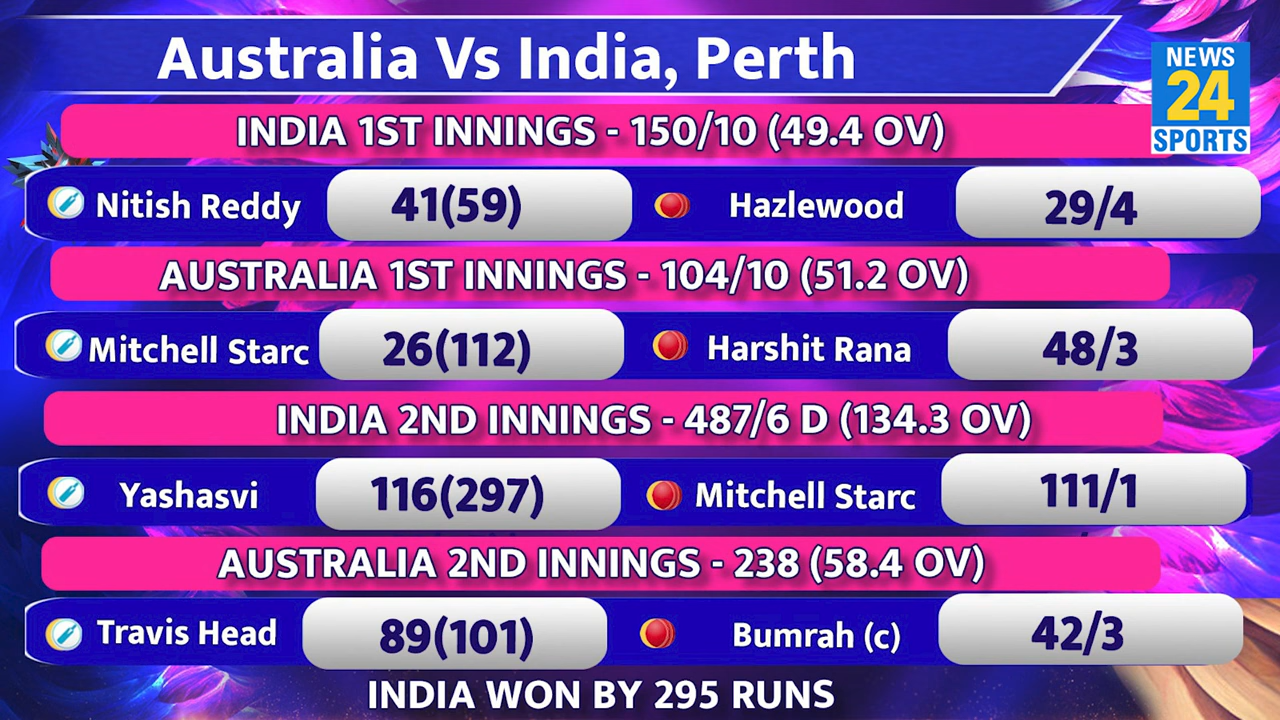 Australia Vs India, Perth
NEWS
24
SPORTS
INDIA 1ST INNINGS - 150/10 (49.4 OV)
Nitish Reddy 41(59) Hazlewood 29/4
AUSTRALIA 1ST INNINGS - 104/10 (51.2 OV)
Mitchell Starc 26(112) Harshit Rana 48/3
INDIA 2ND INNINGS - 487/6 D (134.3 OV)
Yashasvi 116(297) Mitchell Starc 111/1
AUSTRALIA 2ND INNINGS - 238 (58.4 OV)
Travis Head 89(101) Bumrah (c) 42/3
INDIA WON BY 295 RUNS